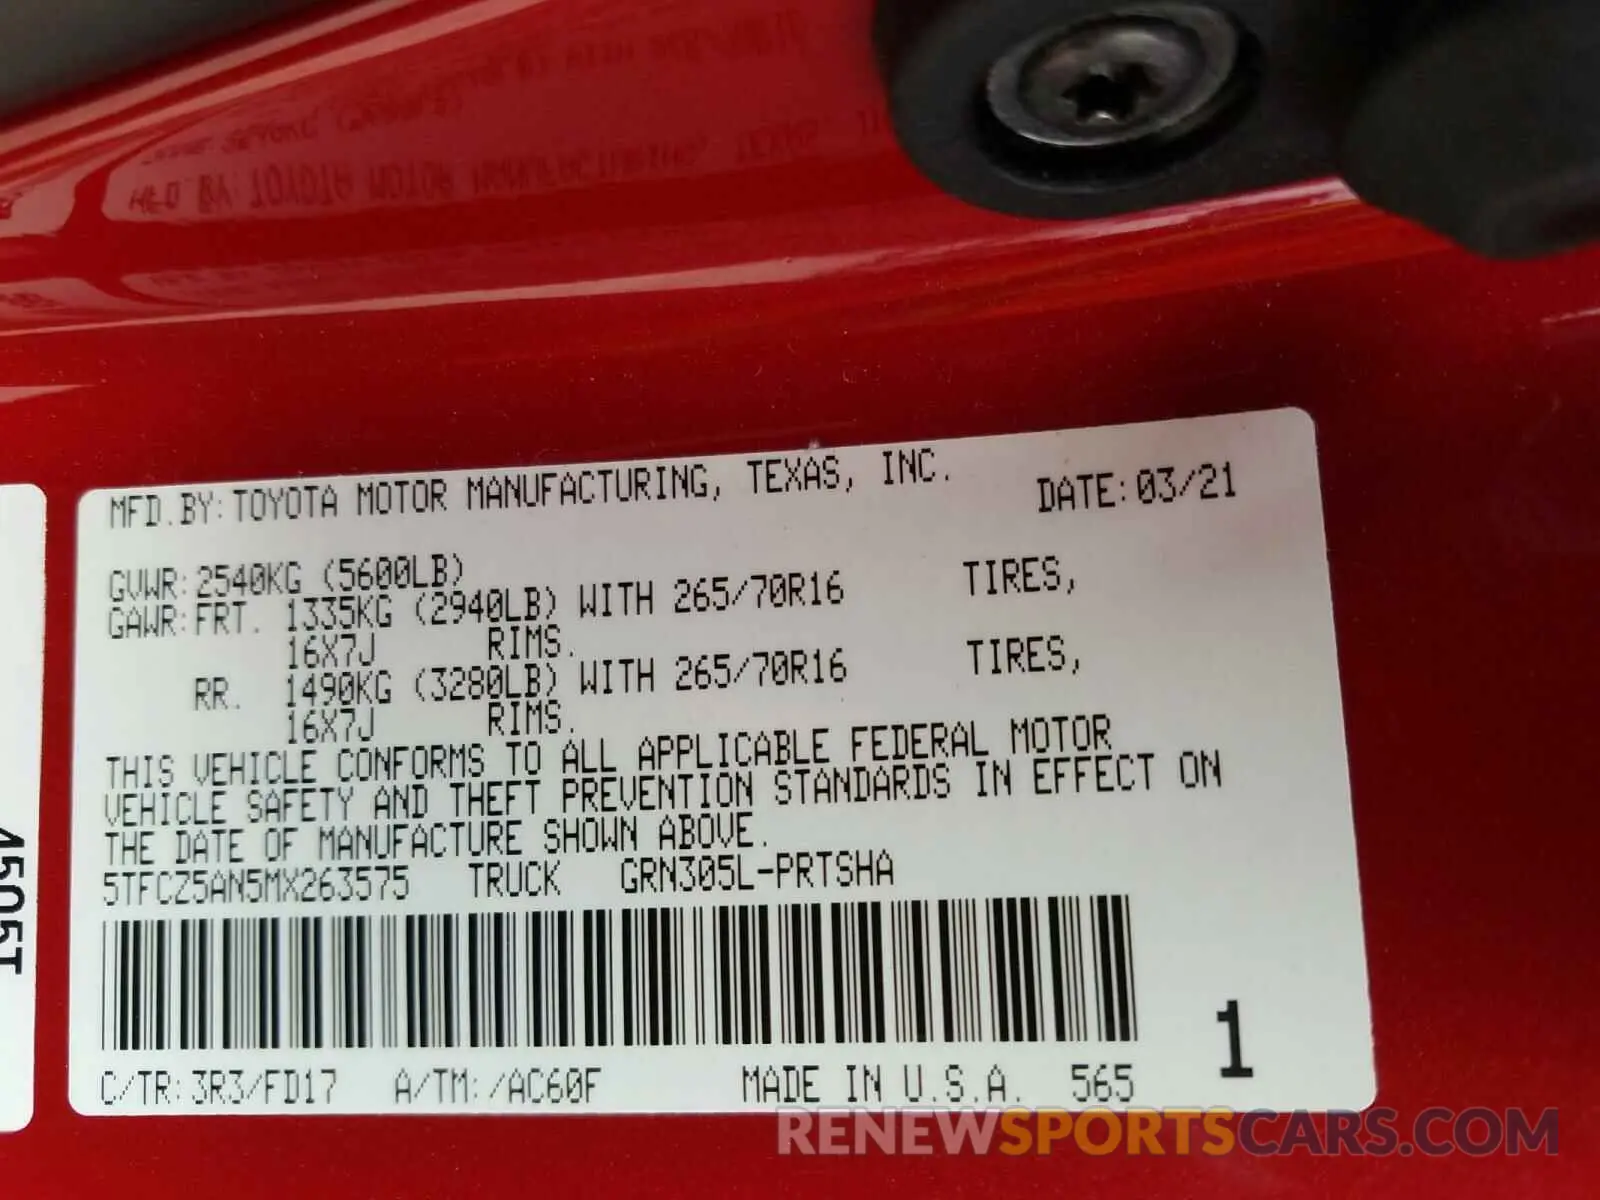 MFD.BY:TOYOTA MOTOR MANUFACTURING, TEXAS, INC. DATE:03/21
GVWR:2540KG (5600LB)
GAWR:FRT. 1335KG (2940LB) WITH 265/70R16 TIRES,
16X7J RIMS.
RR. 1490KG (3280LB) WITH 265/70R16 TIRES,
16X7J RIMS.
THIS VEHICLE CONFORMS TO ALL APPLICABLE FEDERAL MOTOR
VEHICLE SAFETY AND THEFT PREVENTION STANDARDS IN EFFECT ON
THE DATE OF MANUFACTURE SHOWN ABOVE.
5TFCZ5AN5MX263575 TRUCK GRN305L-PRTSHA
1
C/TR:3R3/FD17 A/TM:/AC60F MADE IN U.S.A. 565
RENEWSPORTSCARS.COM